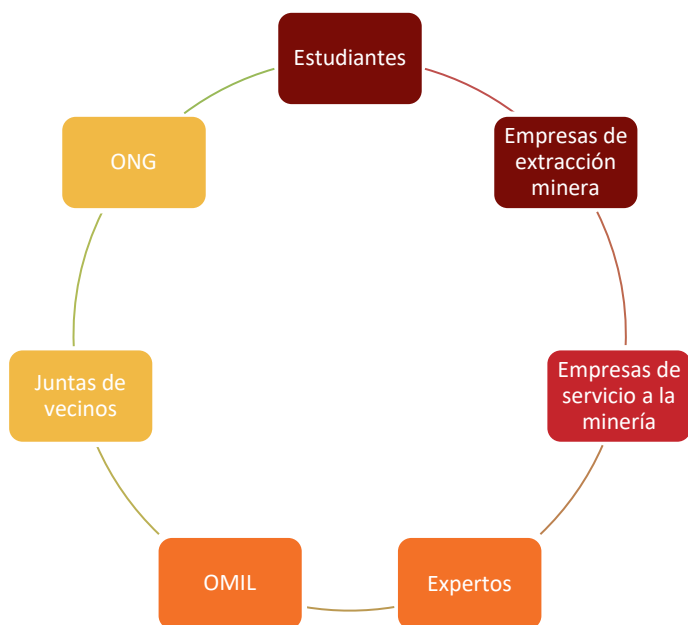 Estudiantes
Empresas de
extracción
minera
Empresas de
servicio a la
minería
Expertos
OMIL
Juntas de
vecinos
ONG